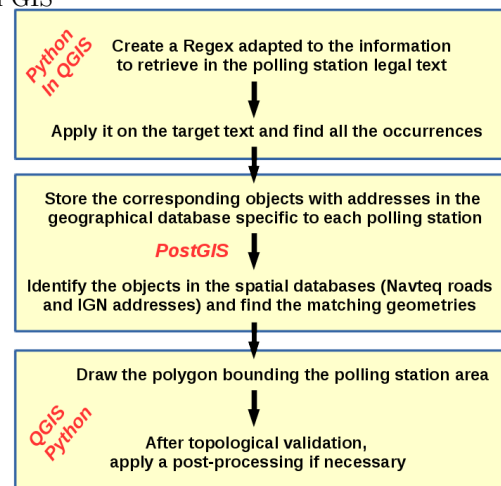 Python
In QGIS
Create a Regex adapted to the information
to retrieve in the polling station legal text
Apply it on the target text and find all the occurrences
Store the corresponding objects with addresses in the
geographical database specific to each polling station
PostGIS
Identify the objects in the spatial databases (Navteq roads
and IGN addresses) and find the matching geometries
Draw the polygon bounding the polling station area
QGIS
Python
After topological validation,
apply a post-processing if necessary